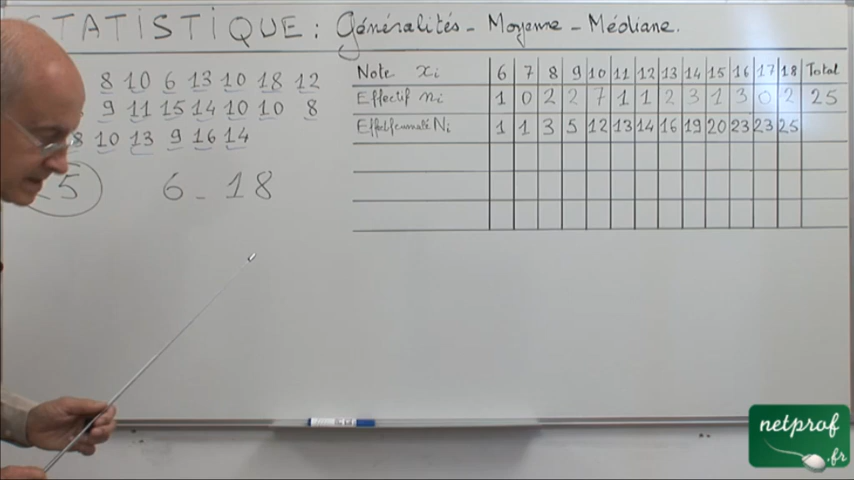 STATISTIQUE : Généralités - Moyenne - Médiane.
8 10 6 13 10 18 12
9 11 15 14 10 10 8
8 10 13 9 16 14
5 6 - 18
Note xi 6 7 8 9 10 11 12 13 14 15 16 17 18 Total
Effectif ni 1 0 2 2 7 1 1 2 3 1 3 0 2 25
Ni 1 1 3 5 12 13 14 16 19 20 23 23 25
netprof
.fr